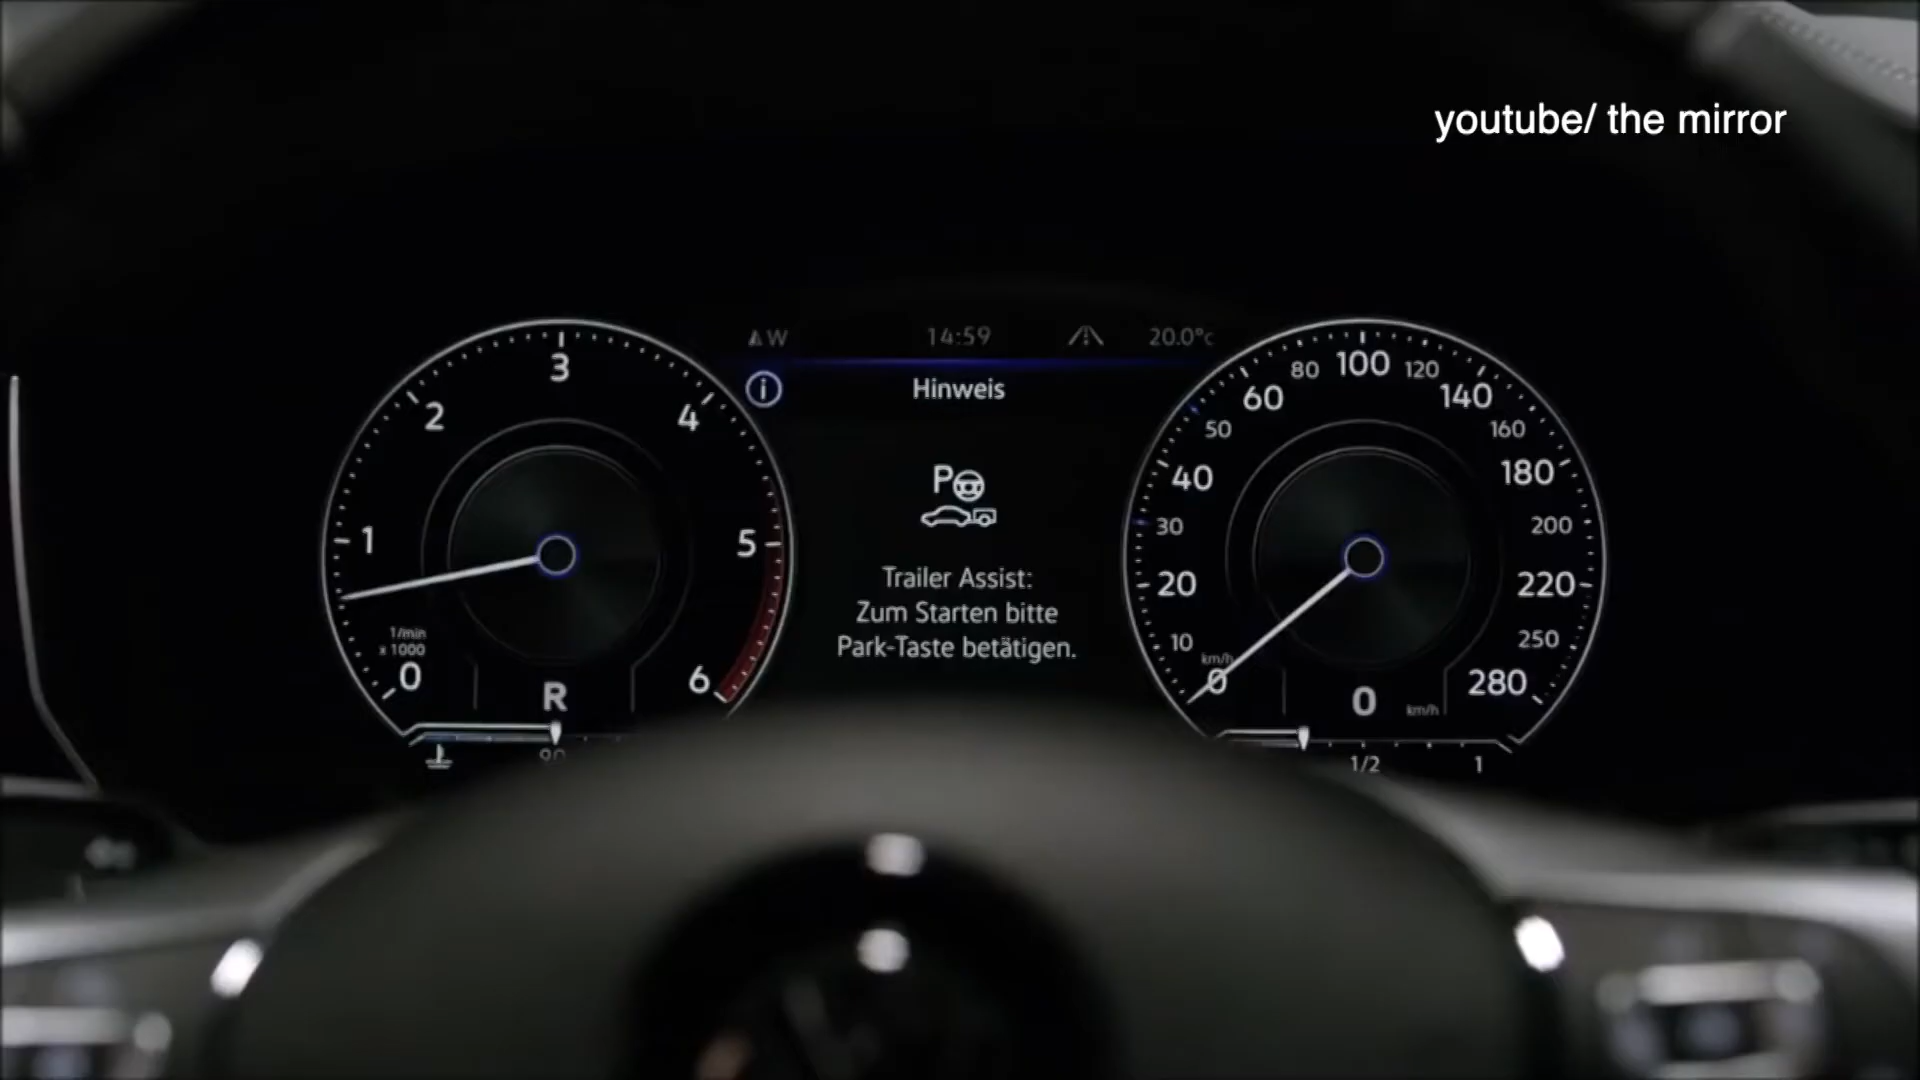 youtube/ the mirror
W 14:59 20.0°C
Hinweis
P
Trailer Assist:
Zum Starten bitte
Park-Taste betätigen.
0 1 2 3 4 5 6
1/min
x 1000
R
90
0 10 20 30 40 50 60 80 100 120 140 160 180 200 220 250 280
km/h
0 km/h
1/2 1